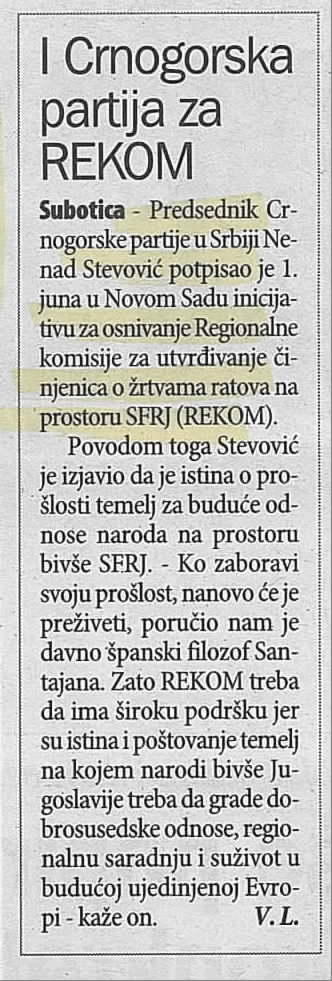 I Crnogorska
partija za
REKOM
Subotica - Predsednik Cr-
nogorske partije u Srbiji Ne-
nad Stevović potpisao je 1.
juna u Novom Sadu inicija-
tivu za osnivanje Regionalne
komisije za utvrđivanje či-
njenica o žrtvama ratova na
prostoru SFRJ (REKOM).
Povodom toga Stevović
je izjavio da je istina o pro-
šlosti temelj za buduće od-
nose naroda na prostoru
bivše SFRJ. - Ko zaboravi
svoju prošlost, nanovo će je
preživeti, poručio nam je
davno španski filozof San-
tajana. Zato REKOM treba
da ima široku podršku jer
su istina i poštovanje temelj
na kojem narodi bivše Ju-
goslavije treba da grade do-
brosusedske odnose, regio-
nalnu saradnju i suživot u
budućoj ujedinjenoj Evro-
pi - kaže on. V. L.